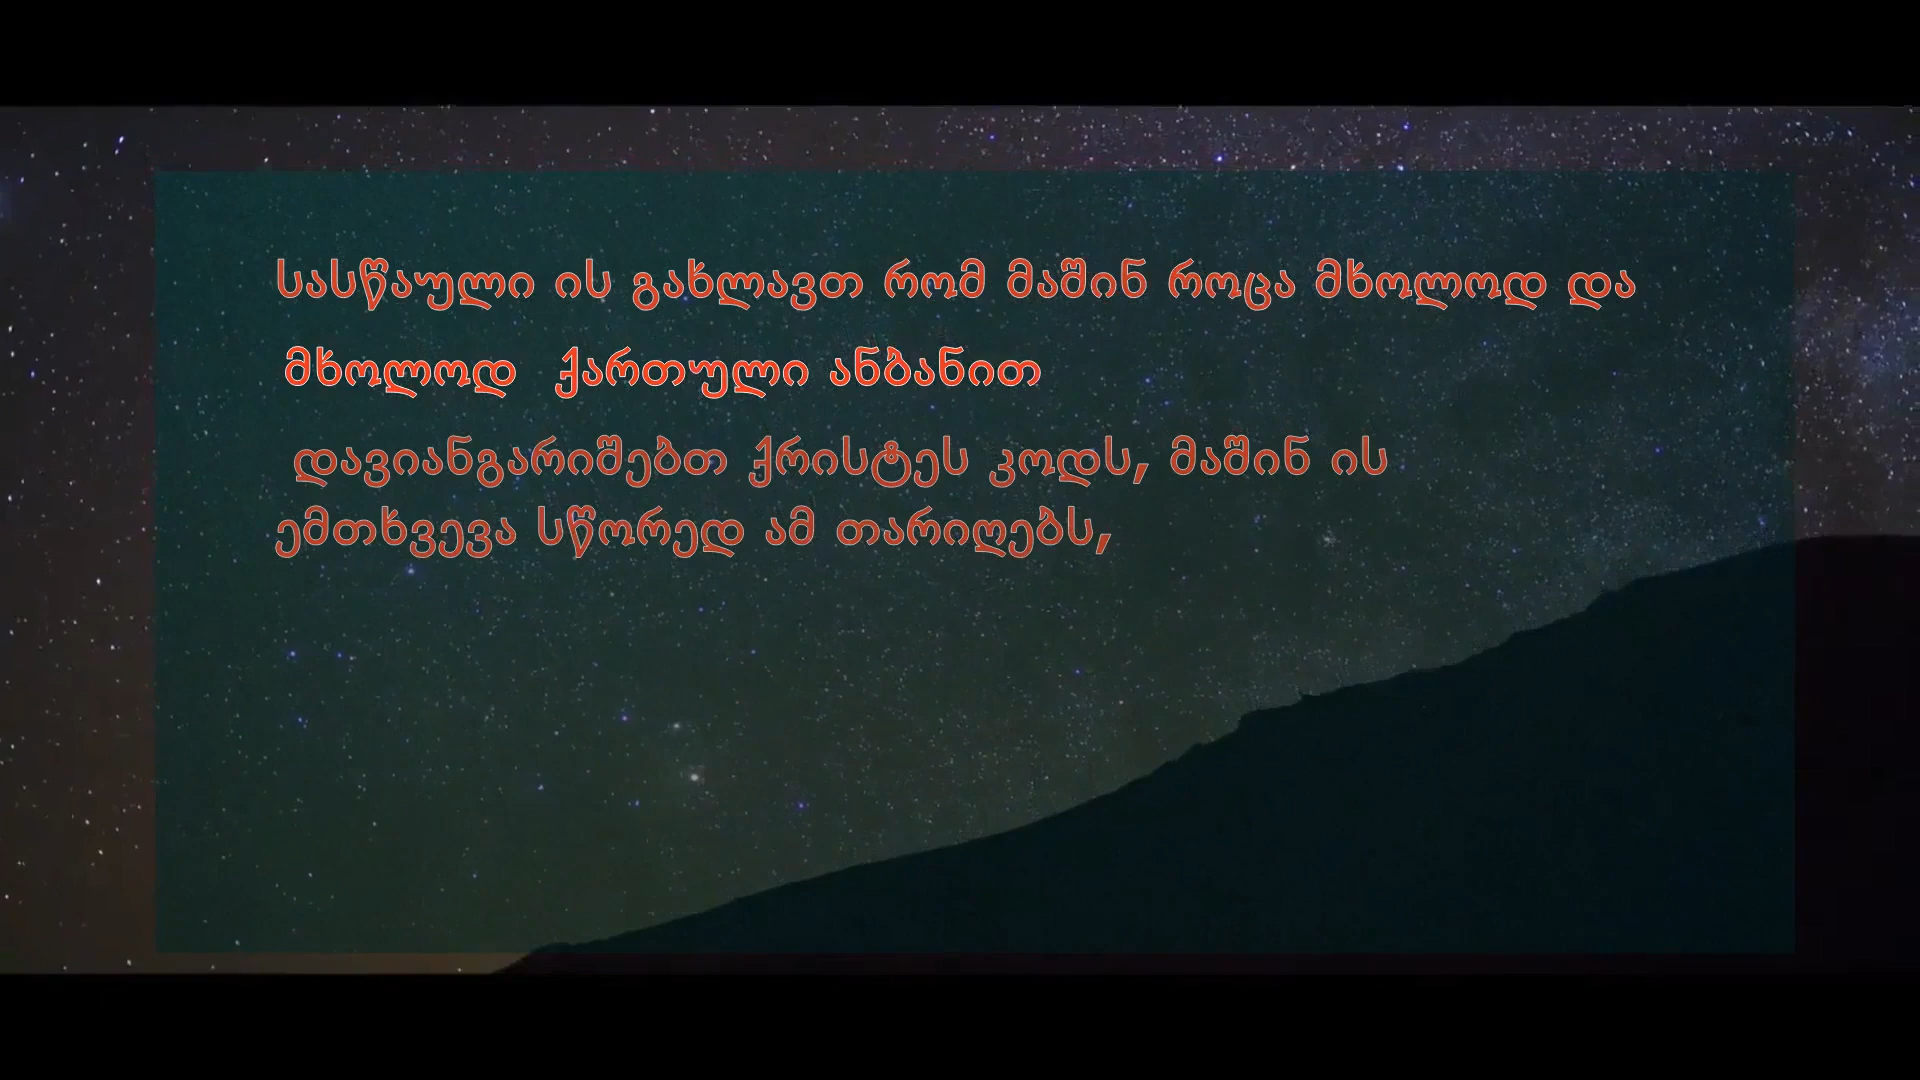 სასწაული ის გახლავთ რომ მაშინ როცა მხოლოდ და
მხოლოდ ქართული ანბანით
დავიანგარიშებთ ქრისტეს კოდს, მაშინ ის
ემთხვევა სწორედ ამ თარიღებს,